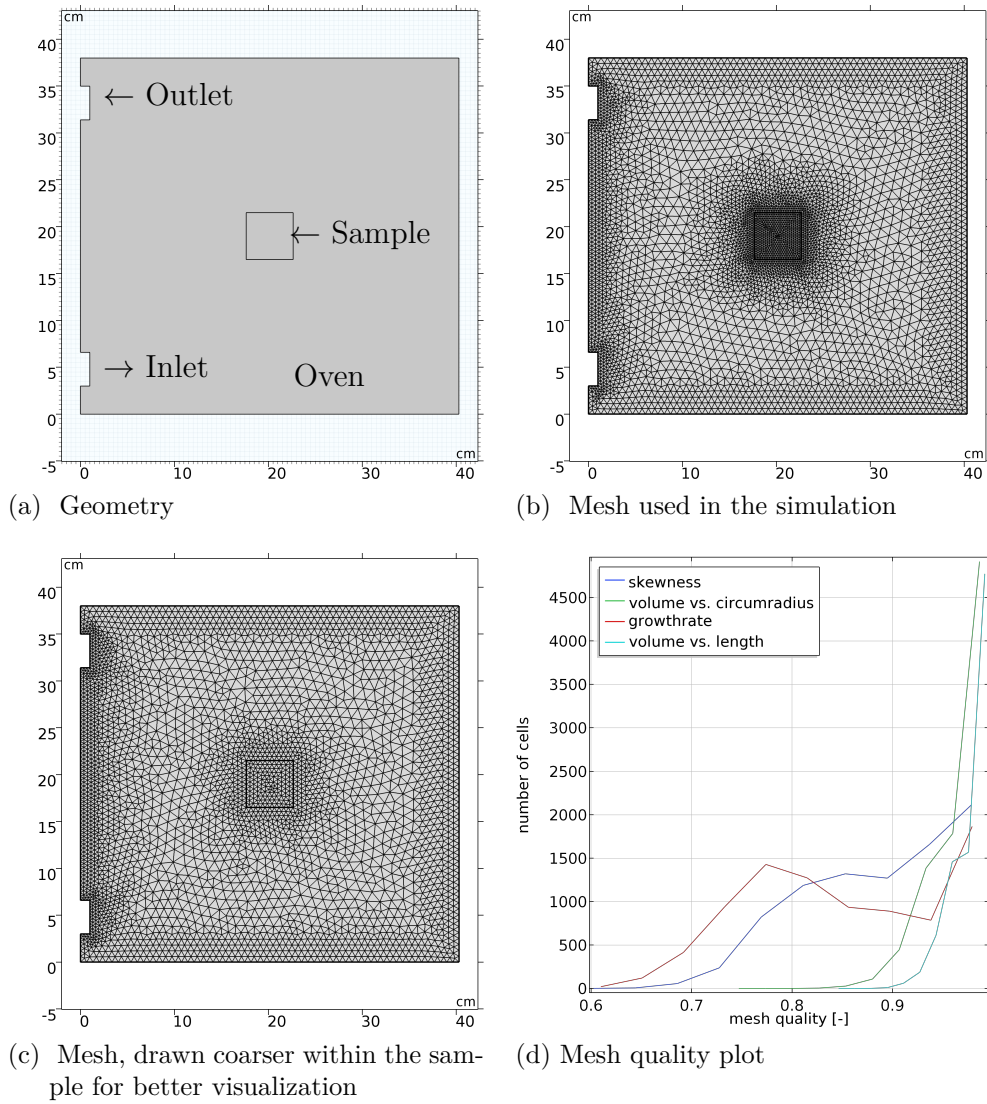 cm
40
35
30
25
20
15
10
5
0
-5
← Outlet
← Sample
→ Inlet
Oven
cm
0 10 20 30 40
(a) Geometry
cm
40
35
30
25
20
15
10
5
0
-5
cm
0 10 20 30 40
(b) Mesh used in the simulation
cm
40
35
30
25
20
15
10
5
0
-5
cm
0 10 20 30 40
(c) Mesh, drawn coarser within the sam-
ple for better visualization
skewness
volume vs. circumradius
growthrate
volume vs. length
number of cells
4500
4000
3500
3000
2500
2000
1500
1000
500
0
0.6 0.7 0.8 0.9
mesh quality [-]
(d) Mesh quality plot